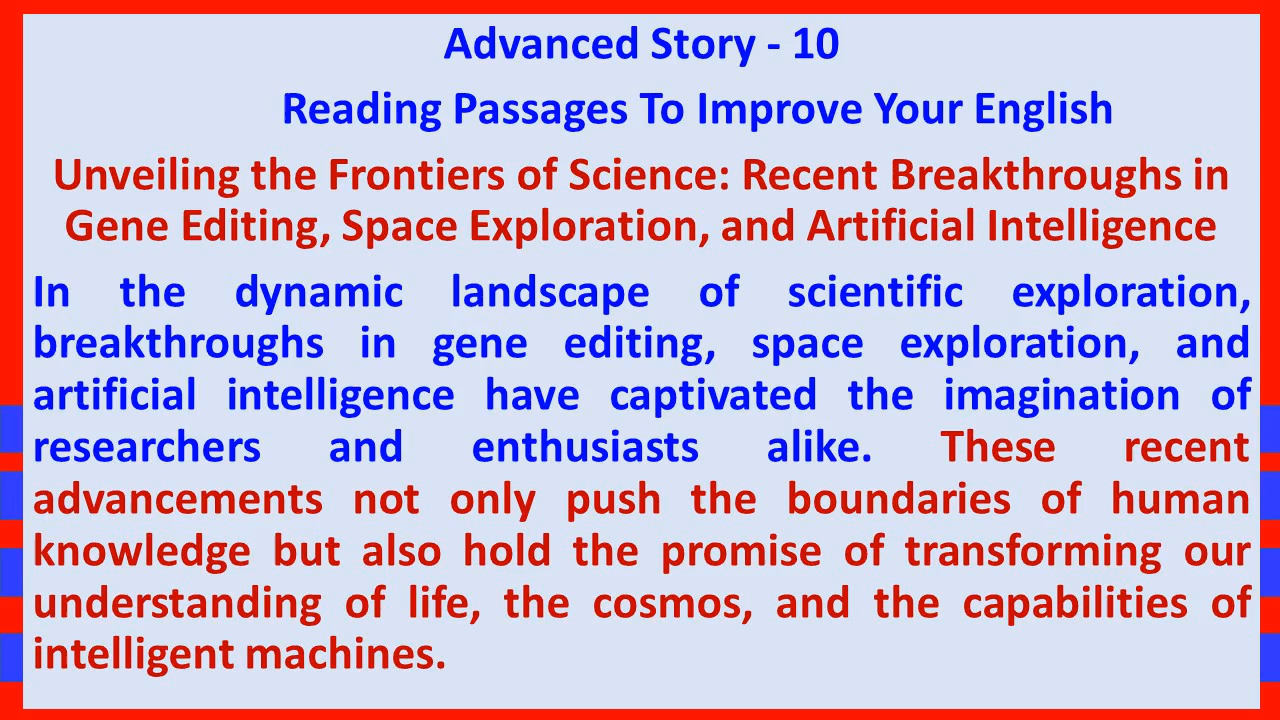 Advanced Story - 10
Reading Passages To Improve Your English
Unveiling the Frontiers of Science: Recent Breakthroughs in
Gene Editing, Space Exploration, and Artificial Intelligence
In the dynamic landscape of scientific exploration,
breakthroughs in gene editing, space exploration, and
artificial intelligence have captivated the imagination of
researchers and enthusiasts alike. These recent
advancements not only push the boundaries of human
knowledge but also hold the promise of transforming our
understanding of life, the cosmos, and the capabilities of
intelligent machines.